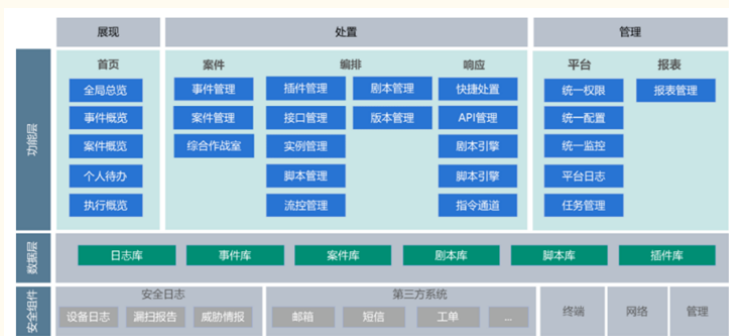 展现 处置 管理
功能层
首页 案件 编排 响应 平台 报表
全局总览 事件管理 插件管理 剧本管理 快捷处置 统一权限 报表管理
事件概览 案件管理 接口管理 版本管理 API管理 统一配置
案件概览 综合作战室 实例管理 剧本引擎 统一监控
个人待办 脚本管理 脚本引擎 平台日志
执行概览 流控管理 指令通道 任务管理
数据层
日志库 事件库 案件库 剧本库 脚本库 插件库
安全组件
安全日志 第三方系统
设备日志 漏扫报告 威胁情报 邮箱 短信 工单 ... 终端 网络 管理